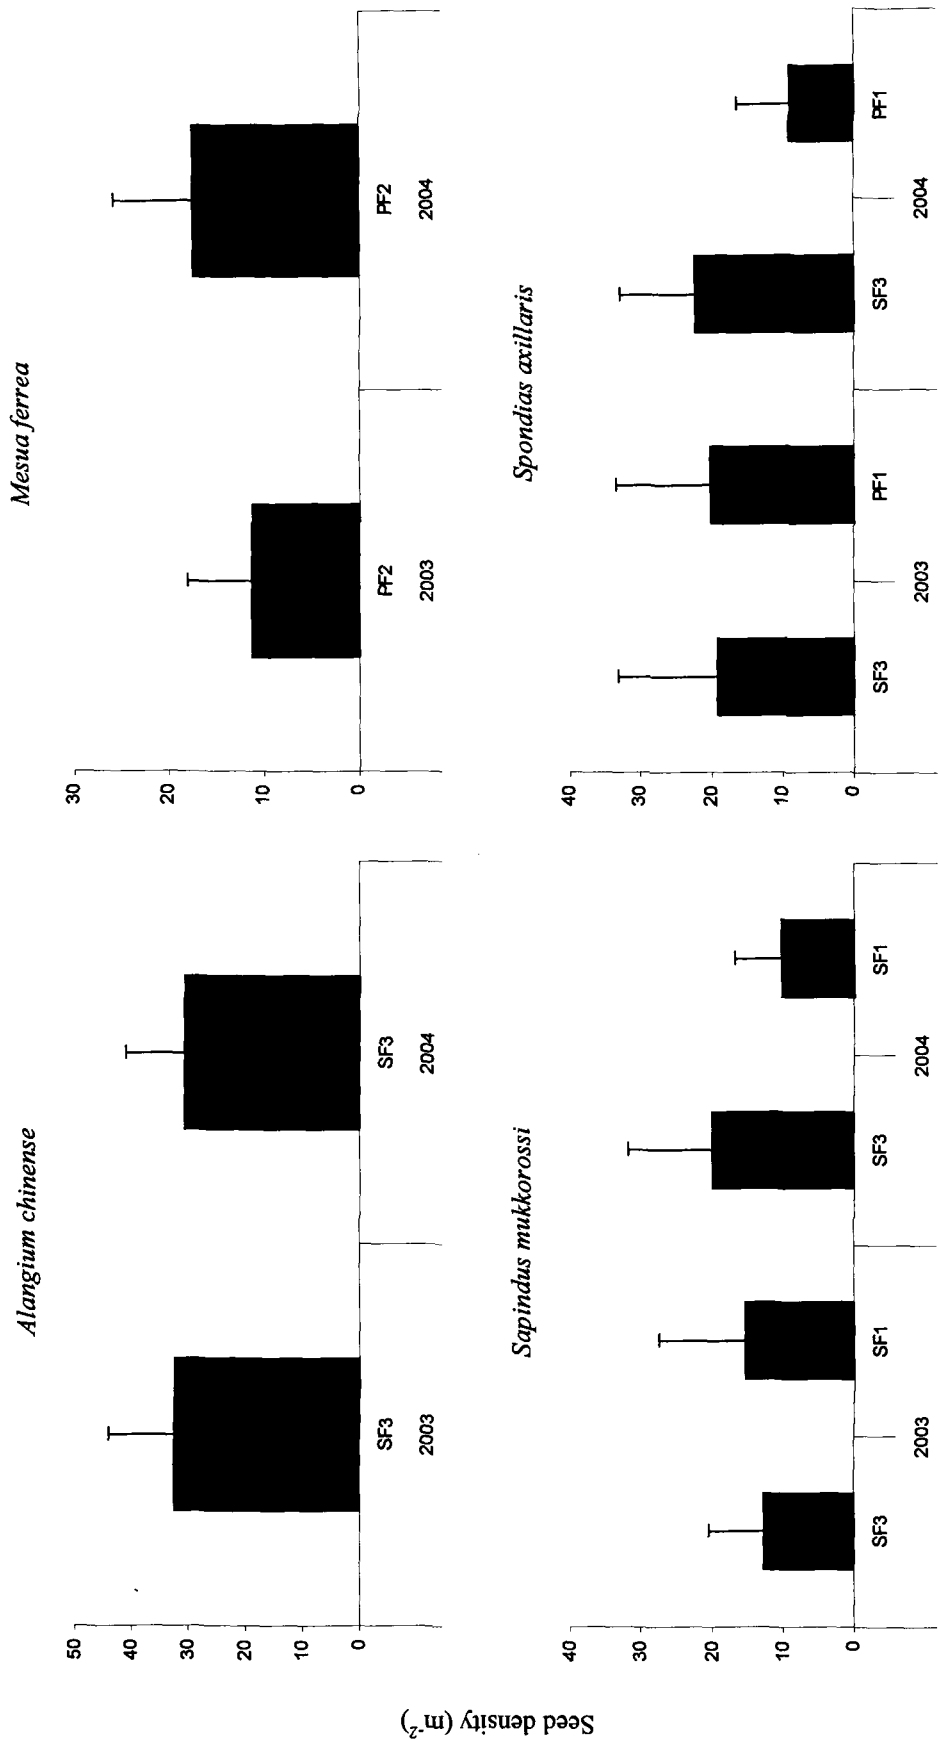 Seed density (m-2)
Alangium chinense
50
40
30
20
10
0
SF3 SF3
2003 2004
Mesua ferrea
30
20
10
0
PF2 PF2
2003 2004
Sapindus mukkorossi
40
30
20
10
0
SF3 SF1 SF3 SF1
2003 2004
Spondias axillaris
40
30
20
10
0
SF3 PF1 SF3 PF1
2003 2004